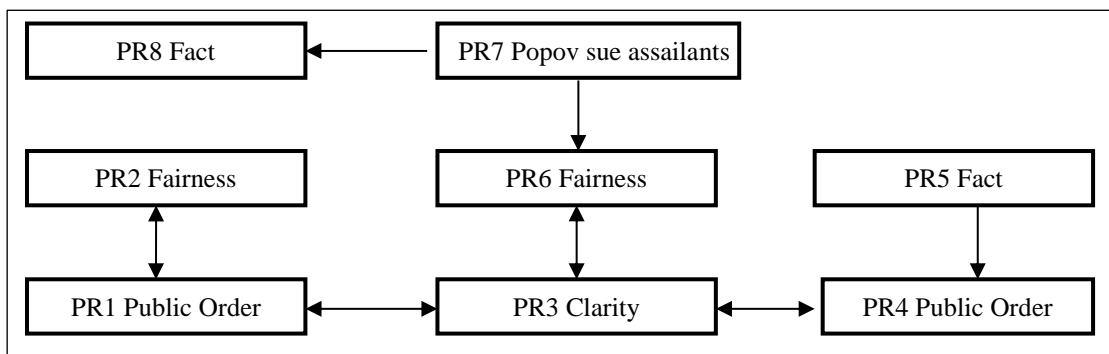 PR8 Fact
PR7 Popov sue assailants
PR2 Fairness
PR6 Fairness
PR5 Fact
PR1 Public Order
PR3 Clarity
PR4 Public Order